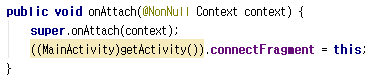 public void onAttach(@NonNull Context context) {
    super.onAttach(context);
    ((MainActivity)getActivity()).connectFragment = this;
}